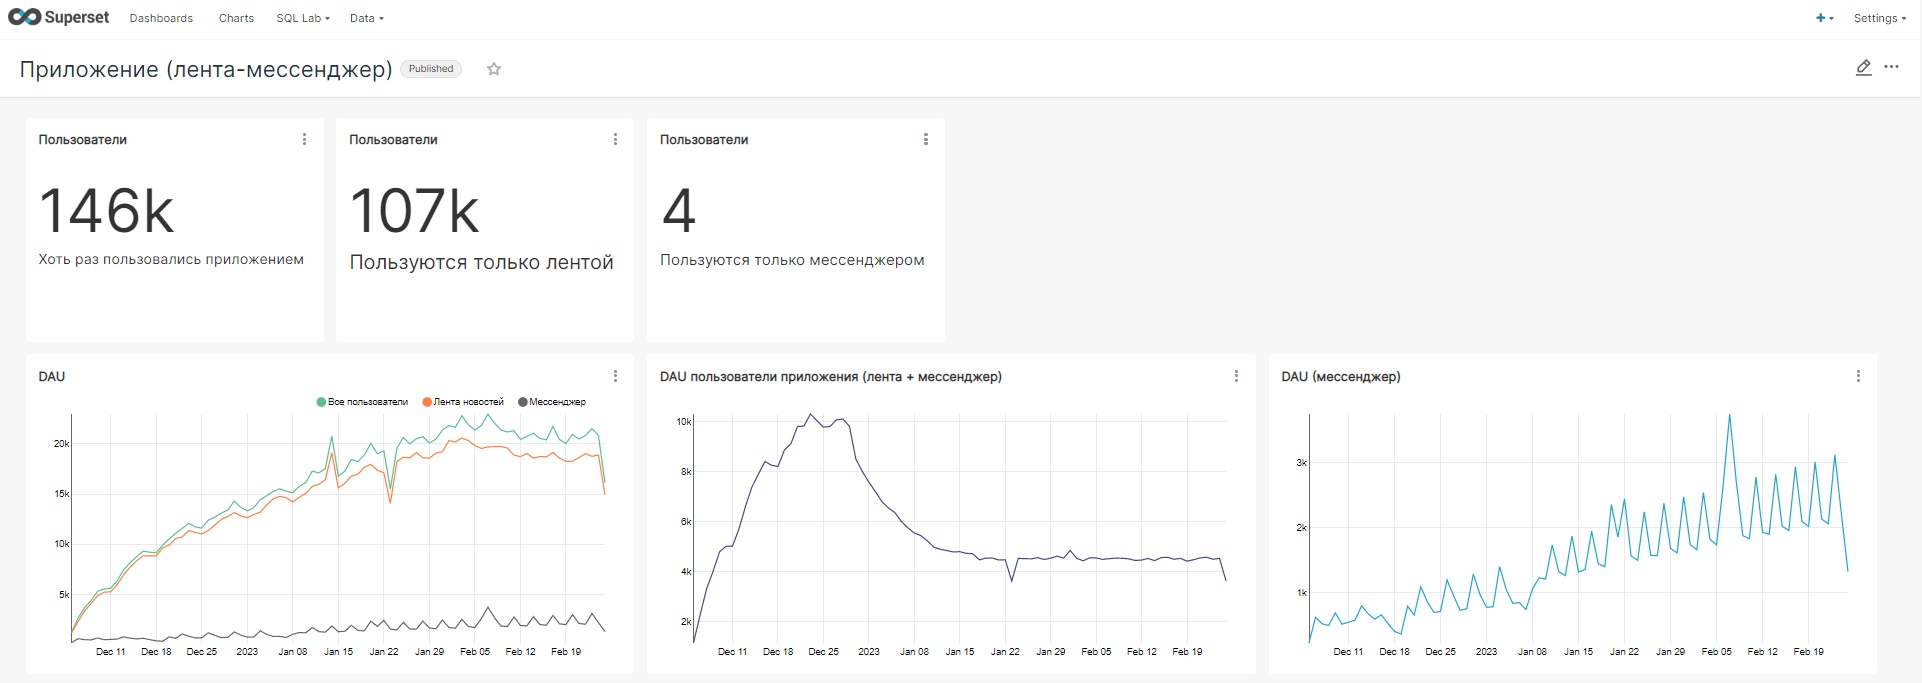 Superset Dashboards Charts SQL Lab Data + Settings
Приложение (лента-мессенджер) Published
Пользователи
146k
Хоть раз пользовались приложением
Пользователи
107k
Пользуются только лентой
Пользователи
4
Пользуются только мессенджером
DAU
Все пользователи Лента новостей Мессенджер
20k
15k
10k
5k
Dec 11 Dec 18 Dec 25 2023 Jan 08 Jan 15 Jan 22 Jan 29 Feb 05 Feb 12 Feb 19
DAU пользователи приложения (лента + мессенджер)
10k
8k
6k
4k
2k
Dec 11 Dec 18 Dec 25 2023 Jan 08 Jan 15 Jan 22 Jan 29 Feb 05 Feb 12 Feb 19
DAU (мессенджер)
3k
2k
1k
Dec 11 Dec 18 Dec 25 2023 Jan 08 Jan 15 Jan 22 Jan 29 Feb 05 Feb 12 Feb 19